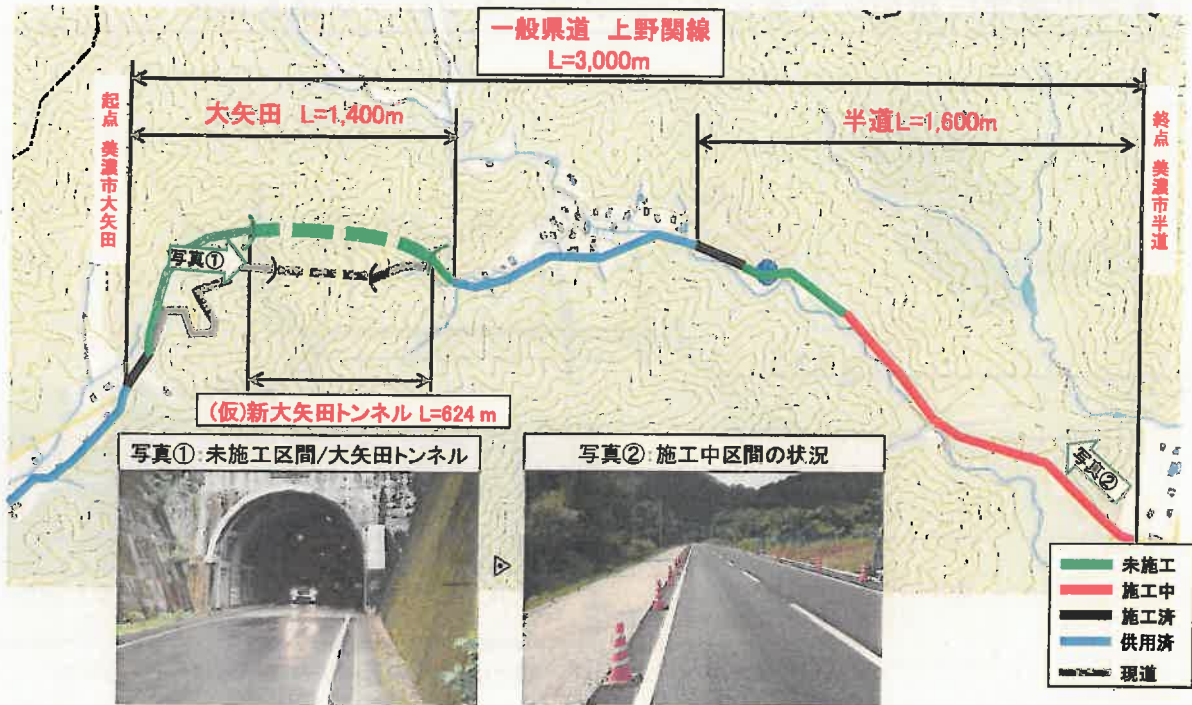 一般県道 上野関線
L=3,000m
大矢田 L=1,400m
半道L=1,600m
起点 美濃市大矢田
終点 美濃市半道
写真①
(仮)新大矢田トンネル L=624 m
写真②
写真①:未施工区間/大矢田トンネル
写真②:施工中区間の状況
未施工
施工中
施工済
供用済
現道